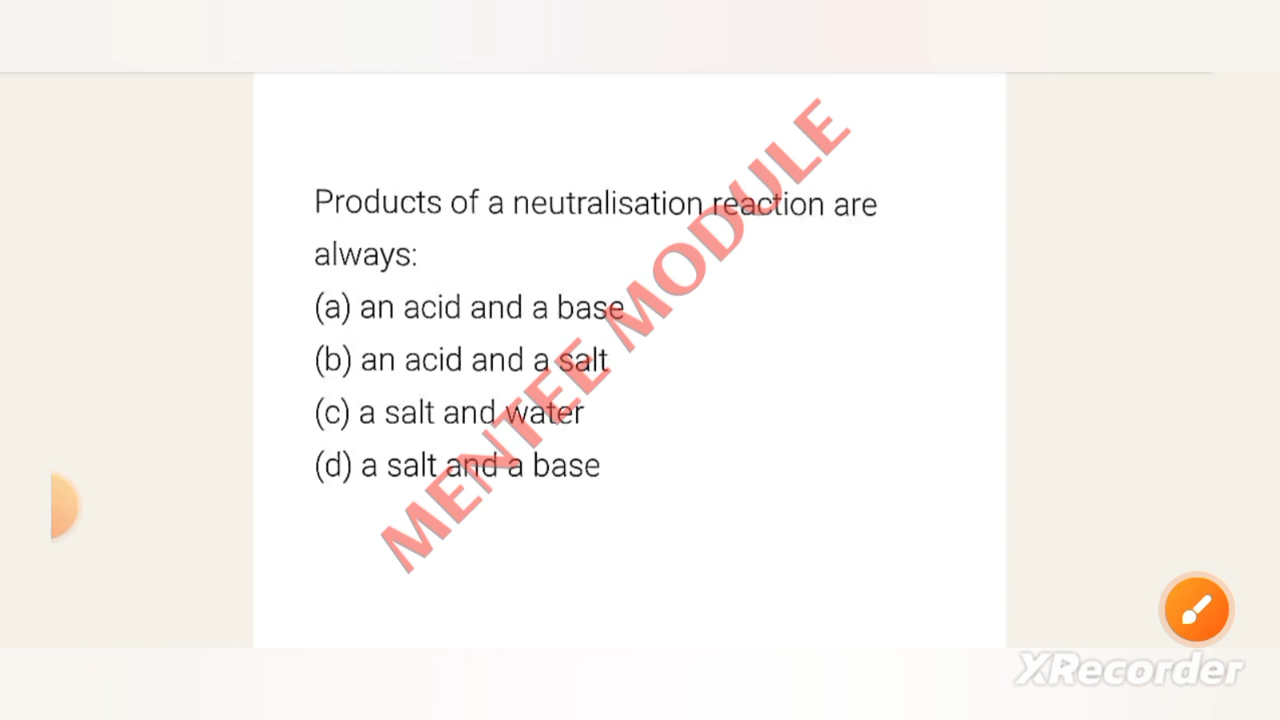 Products of a neutralisation reaction are
always:
(a) an acid and a base
(b) an acid and a salt
(c) a salt and water
(d) a salt and a base
MENTEE MODULE
XRecorder